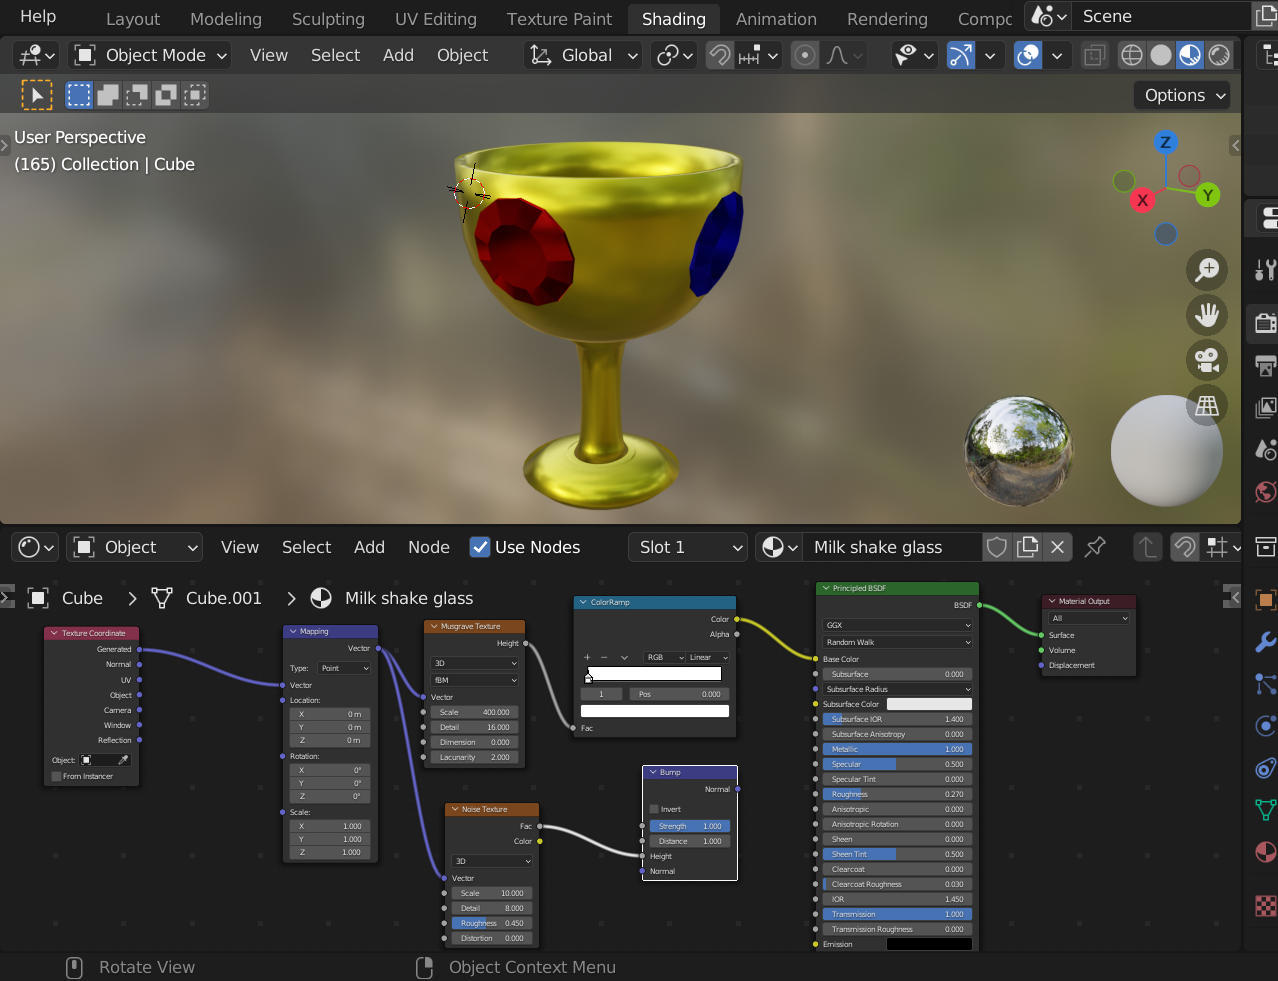 Help Layout Modeling Sculpting UV Editing Texture Paint Shading Animation Rendering Compc Scene
Object Mode View Select Add Object Global
Options
User Perspective
(165) Collection | Cube
Z
Y
X
Object View Select Add Node Use Nodes Slot 1 Milk shake glass
Cube > Cube.001 > Milk shake glass
Texture Coordinate
Generated
Normal
UV
Object
Camera
Window
Reflection
Object:
From Instancer
Mapping
Vector
Type: Point
Vector
Location:
X 0 m
Y 0 m
Z 0 m
Rotation:
X 0°
Y 0°
Z 0°
Scale:
X 1.000
Y 1.000
Z 1.000
Musgrave Texture
Height
3D
fBM
Vector
Scale 400.000
Detail 16.000
Dimension 0.000
Lacunarity 2.000
Noise Texture
Fac
Color
3D
Vector
Scale 10.000
Detail 8.000
Roughness 0.450
Distortion 0.000
ColorRamp
Color
Alpha
+ − RGB Linear
1 Pos 0.000
Fac
Bump
Normal
Invert
Strength 1.000
Distance 1.000
Height
Normal
Principled BSDF
BSDF
GGX
Random Walk
Base Color
Subsurface 0.000
Subsurface Radius
Subsurface Color
Subsurface IOR 1.400
Subsurface Anisotropy 0.000
Metallic 1.000
Specular 0.500
Specular Tint 0.000
Roughness 0.270
Anisotropic 0.000
Anisotropic Rotation 0.000
Sheen 0.000
Sheen Tint 0.500
Clearcoat 0.000
Clearcoat Roughness 0.030
IOR 1.450
Transmission 1.000
Transmission Roughness 0.000
Emission
Material Output
All
Surface
Volume
Displacement
Rotate View Object Context Menu